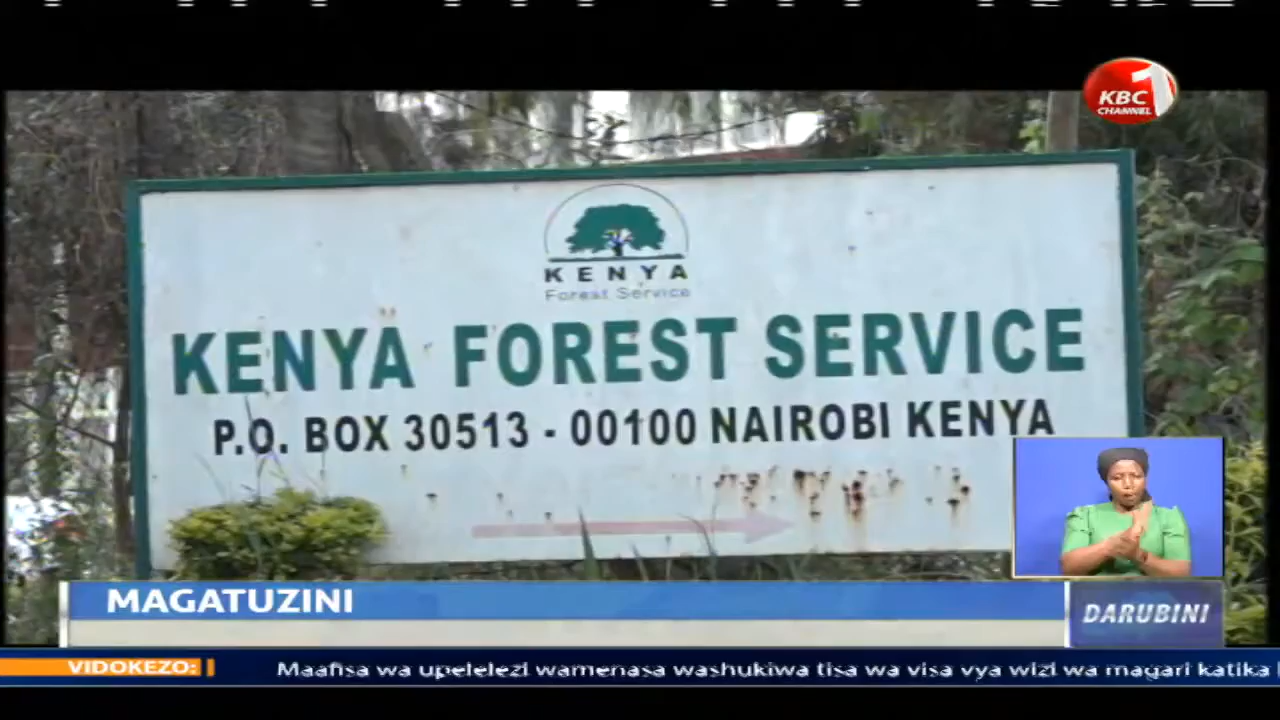 KBC 1
CHANNEL
KENYA
Forest Service
KENYA FOREST SERVICE
P.O. BOX 30513 - 00100 NAIROBI KENYA
MAGATUZINI
DARUBINI
VIDOKEZO:
Maafisa wa upelelezi wamenasa washukiwa tisa wa visa vya wizi wa magari katika